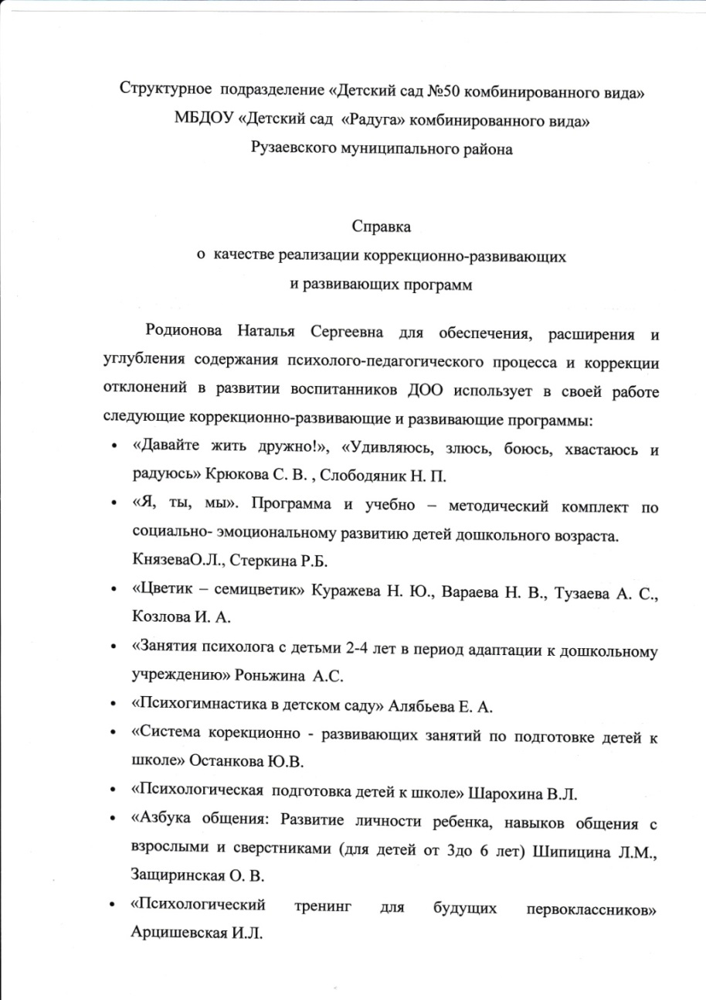 Структурное подразделение «Детский сад №50 комбинированного вида»
МБДОУ «Детский сад «Радуга» комбинированного вида»
Рузаевского муниципального района
Справка
о качестве реализации коррекционно-развивающих
и развивающих программ
Родионова Наталья Сергеевна для обеспечения, расширения и
углубления содержания психолого-педагогического процесса и коррекции
отклонений в развитии воспитанников ДОО использует в своей работе
следующие коррекционно-развивающие и развивающие программы:
• «Давайте жить дружно!», «Удивляюсь, злюсь, боюсь, хвастаюсь и
радуюсь» Крюкова С. В. , Слободяник Н. П.
• «Я, ты, мы». Программа и учебно – методический комплект по
социально- эмоциональному развитию детей дошкольного возраста.
КнязеваО.Л., Стеркина Р.Б.
• «Цветик – семицветик» Куражева Н. Ю., Вараева Н. В., Тузаева А. С.,
Козлова И. А.
• «Занятия психолога с детьми 2-4 лет в период адаптации к дошкольному
учреждению» Роньжина А.С.
• «Психогимнастика в детском саду» Алябьева Е. А.
• «Система корекционно - развивающих занятий по подготовке детей к
школе» Останкова Ю.В.
• «Психологическая подготовка детей к школе» Шарохина В.Л.
• «Азбука общения: Развитие личности ребенка, навыков общения с
взрослыми и сверстниками (для детей от 3до 6 лет) Шипицина Л.М.,
Защиринская О. В.
• «Психологический тренинг для будущих первоклассников»
Арцишевская И.Л.